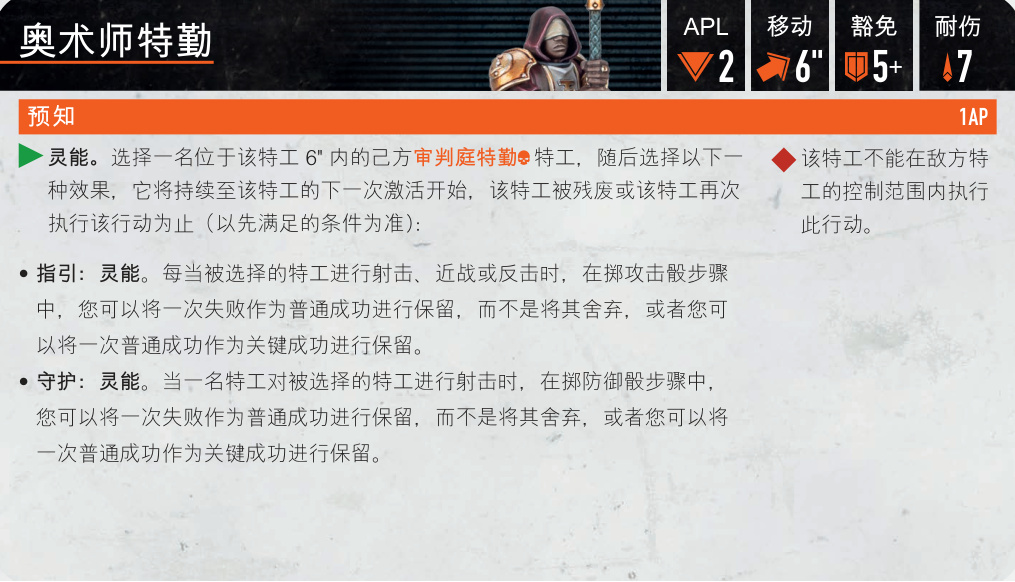 奥术师特勤
APL 移动 豁免 耐伤
2 6" 5+ 7
预知 1AP
灵能。选择一名位于该特工 6" 内的己方审判庭特勤特工，随后选择以下一
种效果，它将持续至该特工的下一次激活开始，该特工被残废或该特工再次
执行该行动为止（以先满足的条件为准）：
该特工不能在敌方特
工的控制范围内执行
此行动。
• 指引：灵能。每当被选择的特工进行射击、近战或反击时，在掷攻击骰步骤
中，您可以将一次失败作为普通成功进行保留，而不是将其舍弃，或者您可
以将一次普通成功作为关键成功进行保留。
• 守护：灵能。当一名特工对被选择的特工进行射击时，在掷防御骰步骤中，
您可以将一次失败作为普通成功进行保留，而不是将其舍弃，或者您可以将
一次普通成功作为关键成功进行保留。